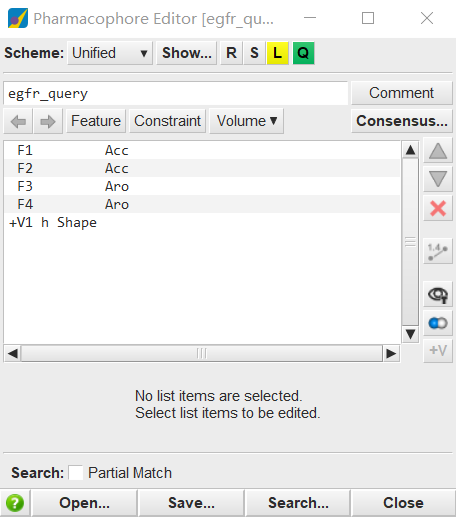 Pharmacophore Editor [egfr_qu...
Scheme: Unified ▾ Show... R S L Q
egfr_query Comment
Feature Constraint Volume ▾ Consensus...
F1 Acc
F2 Acc
F3 Aro
F4 Aro
+V1 h Shape
1.4
+V
No list items are selected.
Select list items to be edited.
Search: Partial Match
? Open... Save... Search... Close